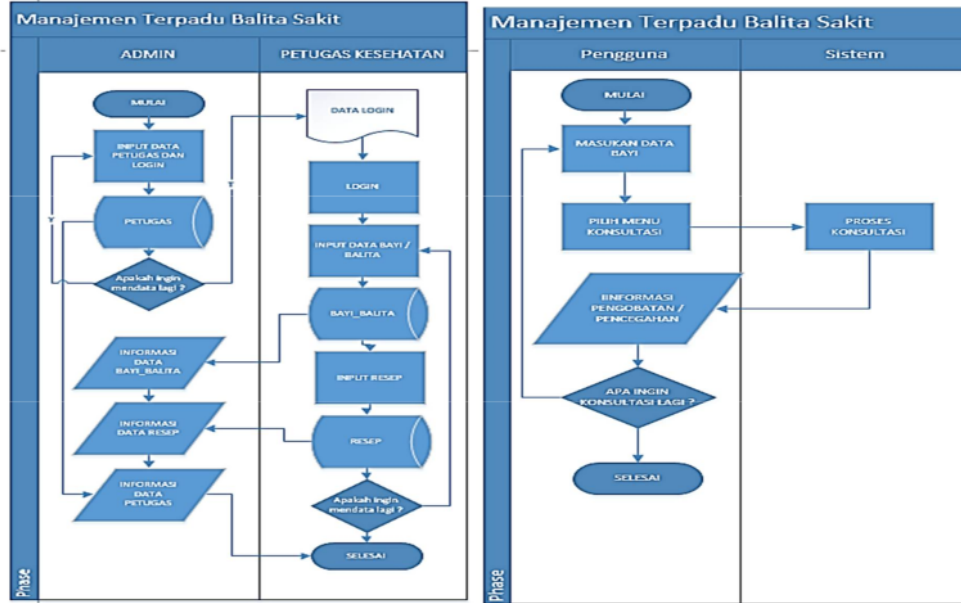 Manajemen Terpadu Balita Sakit
ADMIN
PETUGAS KESEHATAN
MULAI
INPUT DATA
PETUGAS DAN
LOGIN
PETUGAS
Apakah ingin
mendata lagi ?
Y
INFORMASI
DATA
BAYI_BALITA
INFORMASI
DATA RESEP
INFORMASI
DATA
PETUGAS
DATA LOGIN
LOGIN
INPUT DATA BAYI /
BALITA
BAYI_BALITA
INPUT RESEP
RESEP
Apakah ingin
mendata lagi ?
SELESAI
Phase
Manajemen Terpadu Balita Sakit
Pengguna
Sistem
MULAI
MASUKAN DATA
BAYI
PILIH MENU
KONSULTASI
PROSES
KONSULTASI
IINFORMASI
PENGOBATAN /
PENCEGAHAN
APA INGIN
KONSULTASI LAGI ?
SELESAI
Phase